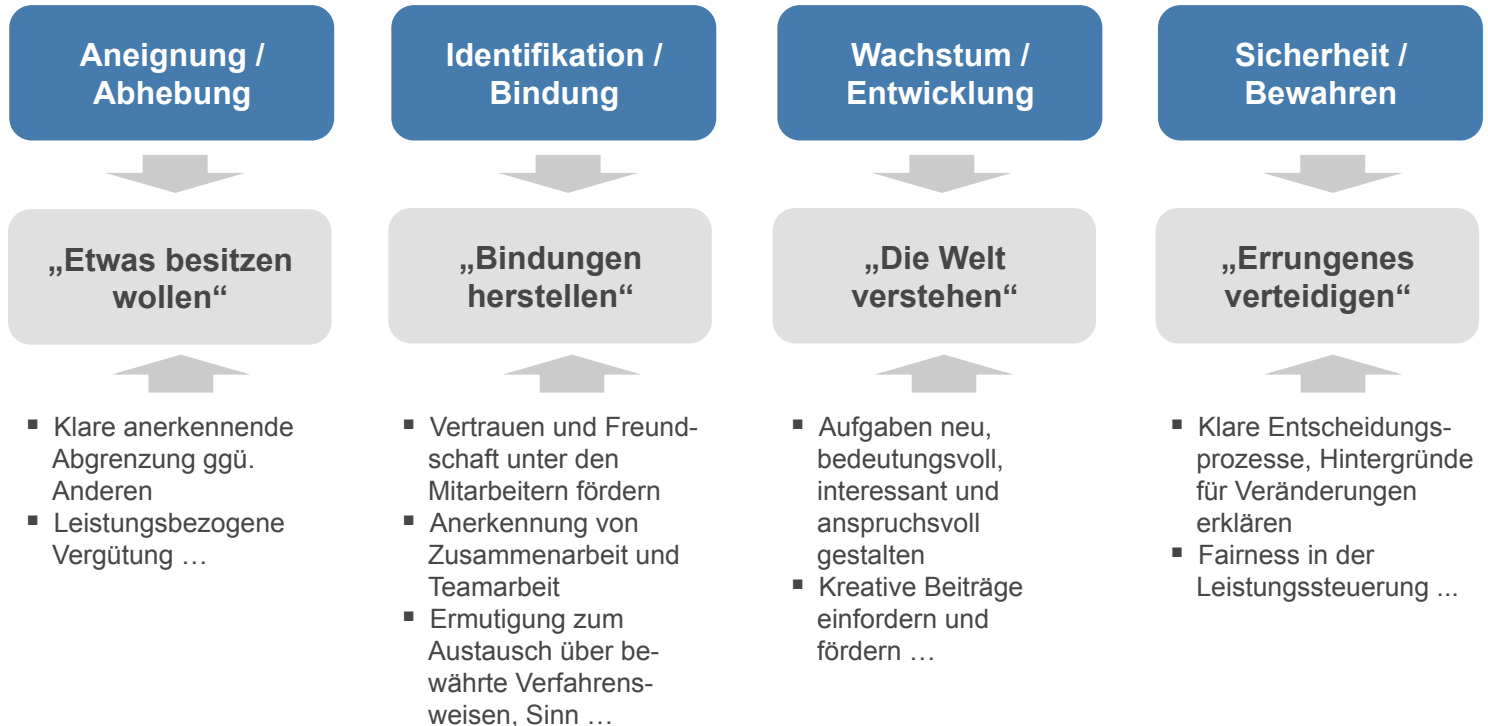 Aneignung /
Abhebung
Identifikation /
Bindung
Wachstum /
Entwicklung
Sicherheit /
Bewahren
„Etwas besitzen
wollen“
„Bindungen
herstellen“
„Die Welt
verstehen“
„Errungenes
verteidigen“
▪ Klare anerkennende
Abgrenzung ggü.
Anderen
▪ Leistungsbezogene
Vergütung …
▪ Vertrauen und Freund-
schaft unter den
Mitarbeitern fördern
▪ Anerkennung von
Zusammenarbeit und
Teamarbeit
▪ Ermutigung zum
Austausch über be-
währte Verfahrens-
weisen, Sinn …
▪ Aufgaben neu,
bedeutungsvoll,
interessant und
anspruchsvoll
gestalten
▪ Kreative Beiträge
einfordern und
fördern …
▪ Klare Entscheidungs-
prozesse, Hintergründe
für Veränderungen
erklären
▪ Fairness in der
Leistungssteuerung ...